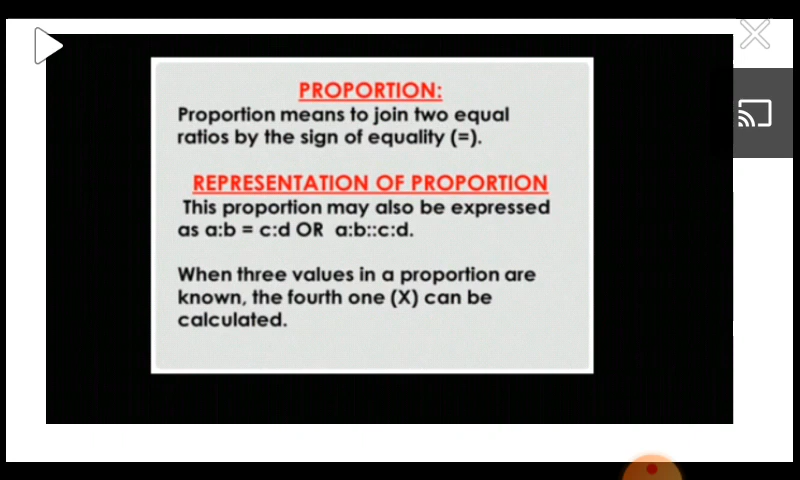 PROPORTION:
Proportion means to join two equal
ratios by the sign of equality (=).
REPRESENTATION OF PROPORTION
This proportion may also be expressed
as a:b = c:d OR a:b::c:d.
When three values in a proportion are
known, the fourth one (X) can be
calculated.